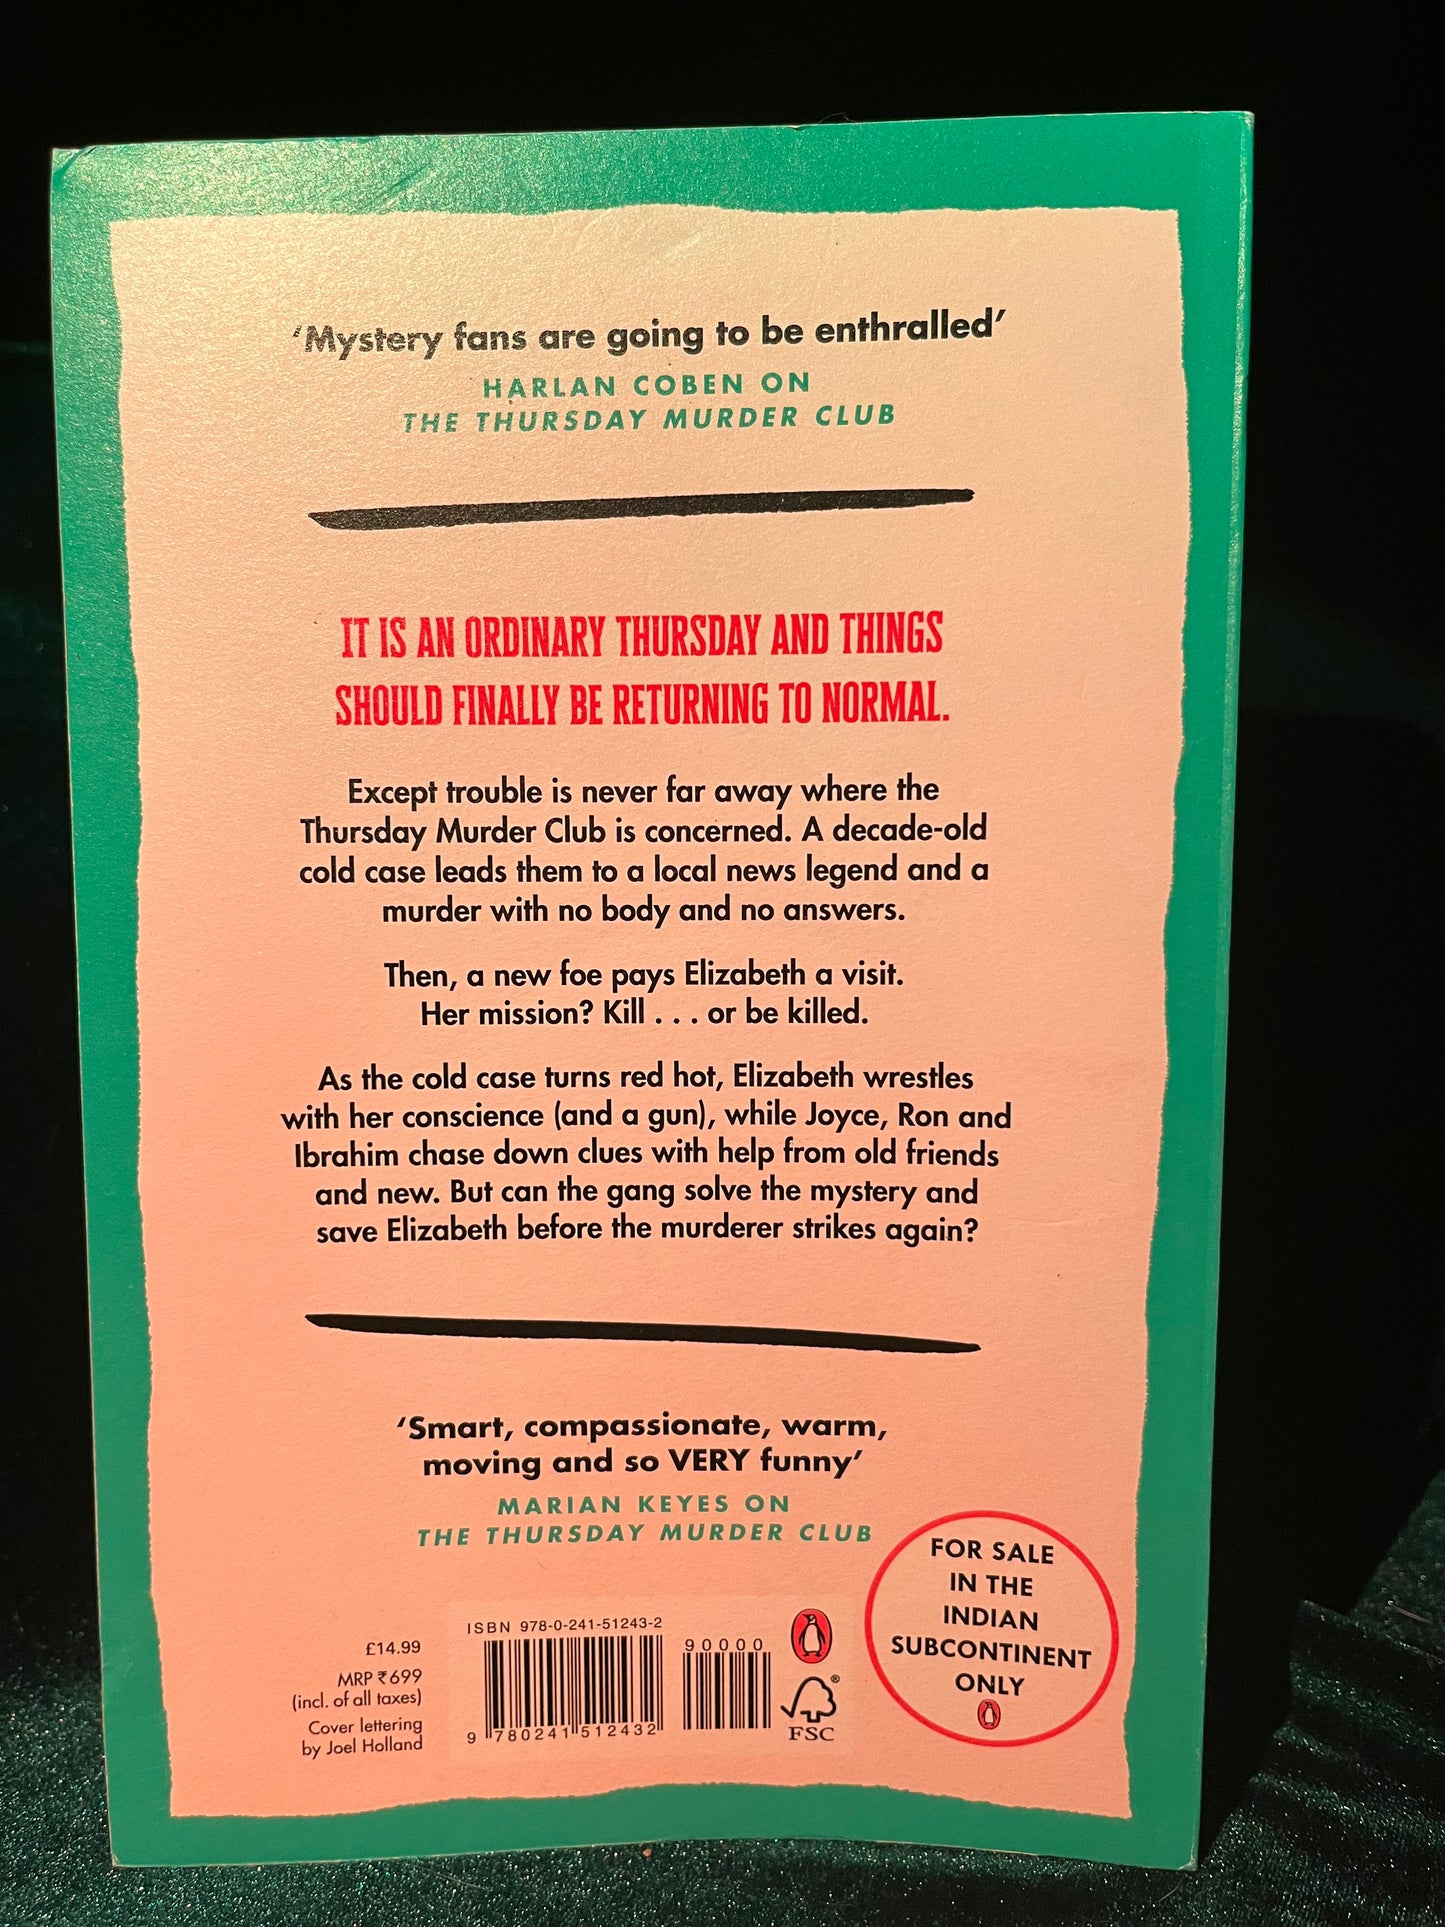 ‘Mystery fans are going to be enthralled’
HARLAN COBEN ON
THE THURSDAY MURDER CLUB
IT IS AN ORDINARY THURSDAY AND THINGS
SHOULD FINALLY BE RETURNING TO NORMAL.
Except trouble is never far away where the
Thursday Murder Club is concerned. A decade-old
cold case leads them to a local news legend and a
murder with no body and no answers.
Then, a new foe pays Elizabeth a visit.
Her mission? Kill . . . or be killed.
As the cold case turns red hot, Elizabeth wrestles
with her conscience (and a gun), while Joyce, Ron and
Ibrahim chase down clues with help from old friends
and new. But can the gang solve the mystery and
save Elizabeth before the murderer strikes again?
‘Smart, compassionate, warm,
moving and so VERY funny’
MARIAN KEYES ON
THE THURSDAY MURDER CLUB
£14.99
MRP ₹699
(incl. of all taxes)
Cover lettering
by Joel Holland
ISBN 978-0-241-51243-2
90000
9 780241 512432
FSC
®
FOR SALE
IN THE
INDIAN
SUBCONTINENT
ONLY